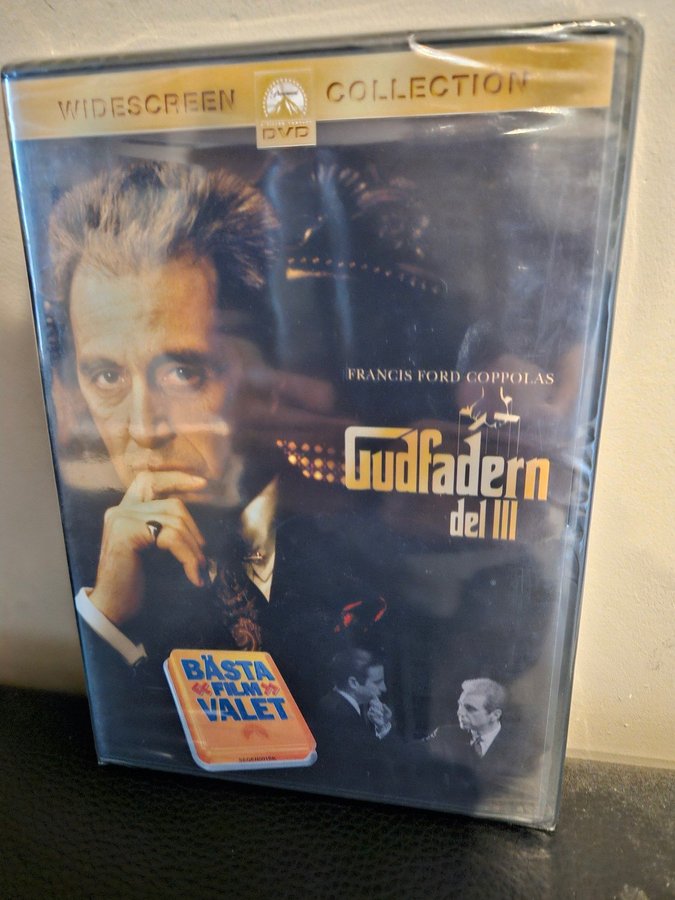 WIDESCREEN COLLECTION
DVD
FRANCIS FORD COPPOLAS
Gudfadern
del III
BÄSTA
«FILM»
VALET